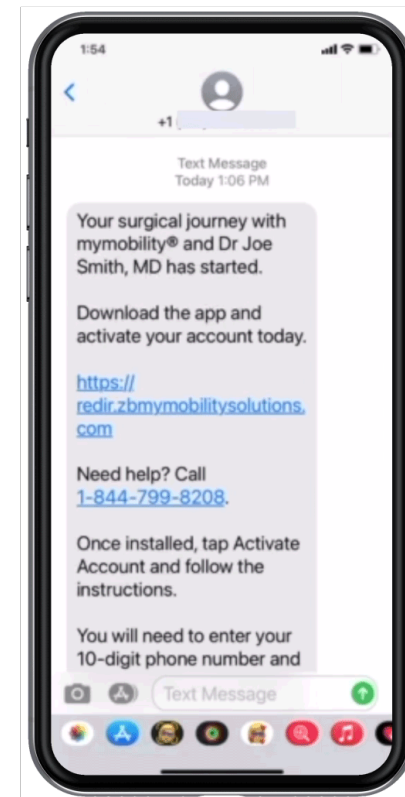 1:54
+1
Text Message
Today 1:06 PM
Your surgical journey with
mymobility® and Dr Joe
Smith, MD has started.
Download the app and
activate your account today.
https://
redir.zbmymobilitysolutions.
com
Need help? Call
1-844-799-8208.
Once installed, tap Activate
Account and follow the
instructions.
You will need to enter your
10-digit phone number and
Text Message